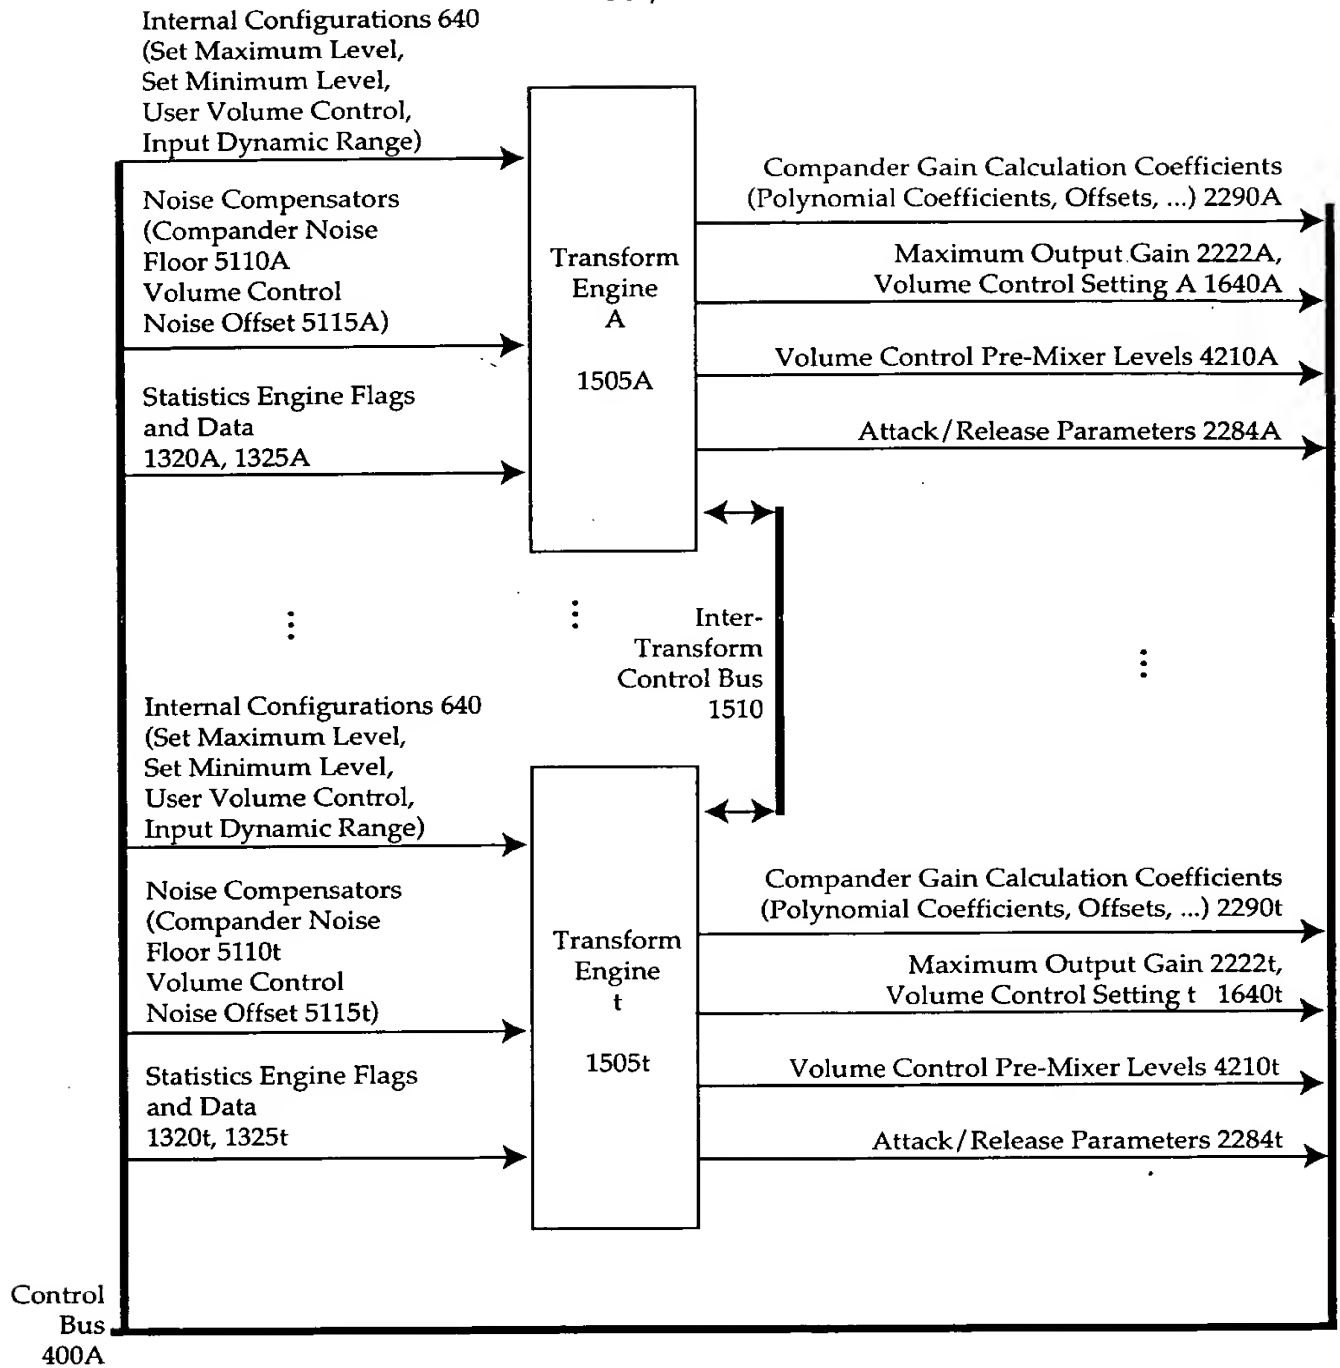 Internal Configurations 640
(Set Maximum Level,
Set Minimum Level,
User Volume Control,
Input Dynamic Range)
Noise Compensators
(Compander Noise
Floor 5110A
Volume Control
Noise Offset 5115A)
Statistics Engine Flags
and Data
1320A, 1325A
Transform
Engine
A
1505A
Compander Gain Calculation Coefficients
(Polynomial Coefficients, Offsets, ...) 2290A
Maximum Output Gain 2222A,
Volume Control Setting A 1640A
Volume Control Pre-Mixer Levels 4210A
Attack/Release Parameters 2284A
Inter-
Transform
Control Bus
1510
Internal Configurations 640
(Set Maximum Level,
Set Minimum Level,
User Volume Control,
Input Dynamic Range)
Noise Compensators
(Compander Noise
Floor 5110t
Volume Control
Noise Offset 5115t)
Statistics Engine Flags
and Data
1320t, 1325t
Transform
Engine
t
1505t
Compander Gain Calculation Coefficients
(Polynomial Coefficients, Offsets, ...) 2290t
Maximum Output Gain 2222t,
Volume Control Setting t 1640t
Volume Control Pre-Mixer Levels 4210t
Attack/Release Parameters 2284t
Control
Bus
400A